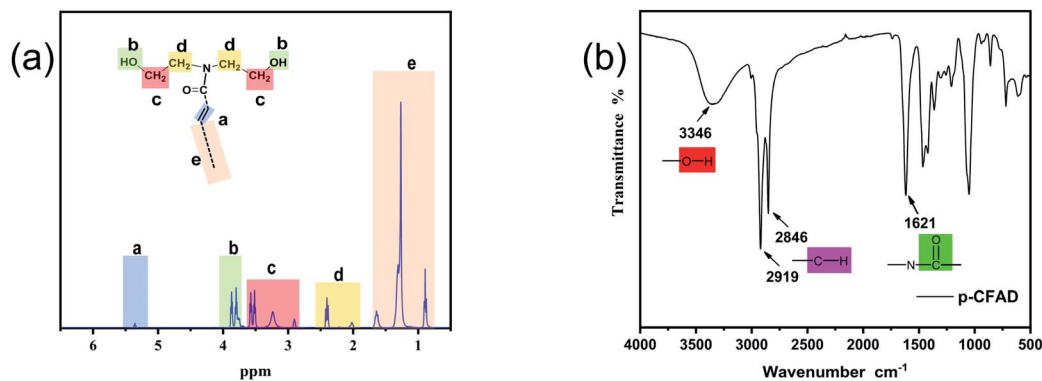 (a)
b d d b
HO CH₂ N CH₂ OH
CH₂ CH₂
c O=C c
a
e
a b c d e
6 5 4 3 2 1
ppm
(b)
Transmittance %
3346
O–H
2846
C–H
2919
1621
O
N–C
p-CFAD
4000 3500 3000 2500 2000 1500 1000 500
Wavenumber cm⁻¹